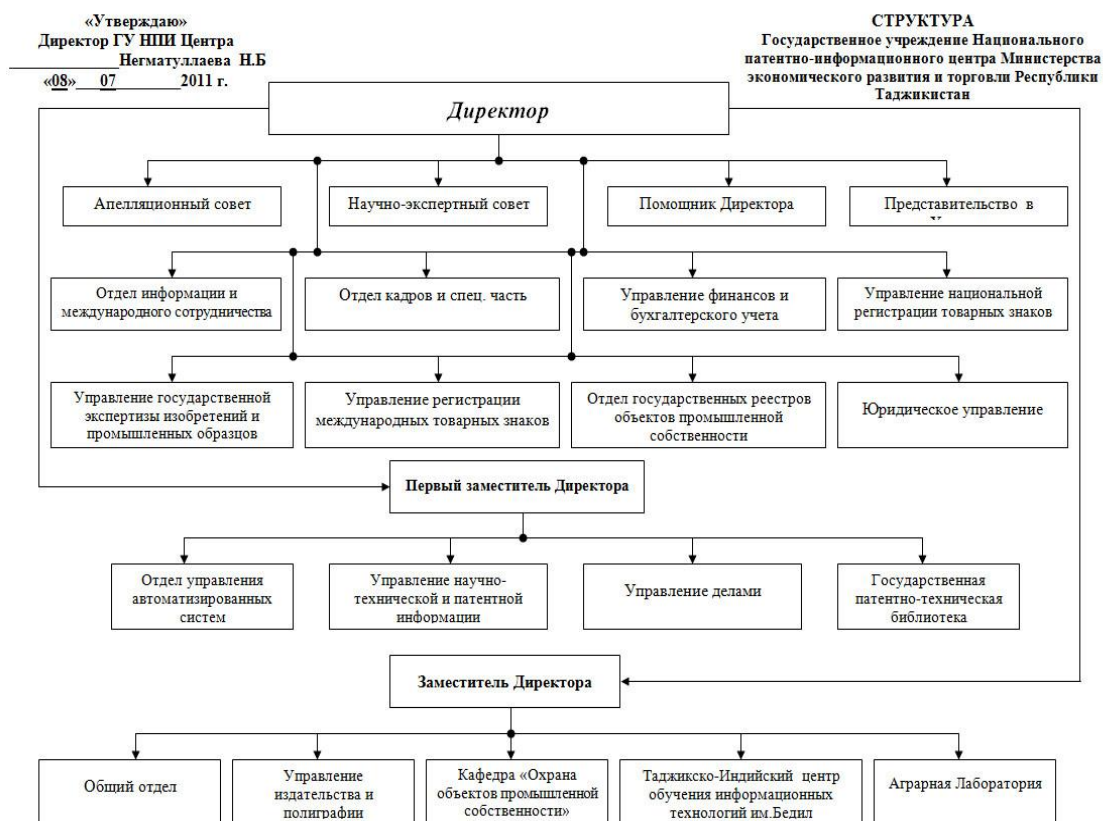 «Утверждаю»
Директор ГУ НПИ Центра
________________Негматуллаева Н.Б
«08»___07________2011 г.
СТРУКТУРА
Государственное учреждение Национального
патентно-информационного центра Министерства
экономического развития и торговли Республики
Таджикистан
Директор
Апелляционный совет
Научно-экспертный совет
Помощник Директора
Представительство в
Отдел информации и
международного сотрудничества
Отдел кадров и спец. часть
Управление финансов и
бухгалтерского учета
Управление национальной
регистрации товарных знаков
Управление государственной
экспертизы изобретений и
промышленных образцов
Управление регистрации
международных товарных знаков
Отдел государственных реестров
объектов промышленной
собственности
Юридическое управление
Первый заместитель Директора
Отдел управления
автоматизированных
систем
Управление научно-
технической и патентной
информации
Управление делами
Государственная
патентно-техническая
библиотека
Заместитель Директора
Общий отдел
Управление
издательства и
полиграфии
Кафедра «Охрана
объектов промышленной
собственности»
Таджикско-Индийский центр
обучения информационных
технологий им.Бедил
Аграрная Лаборатория